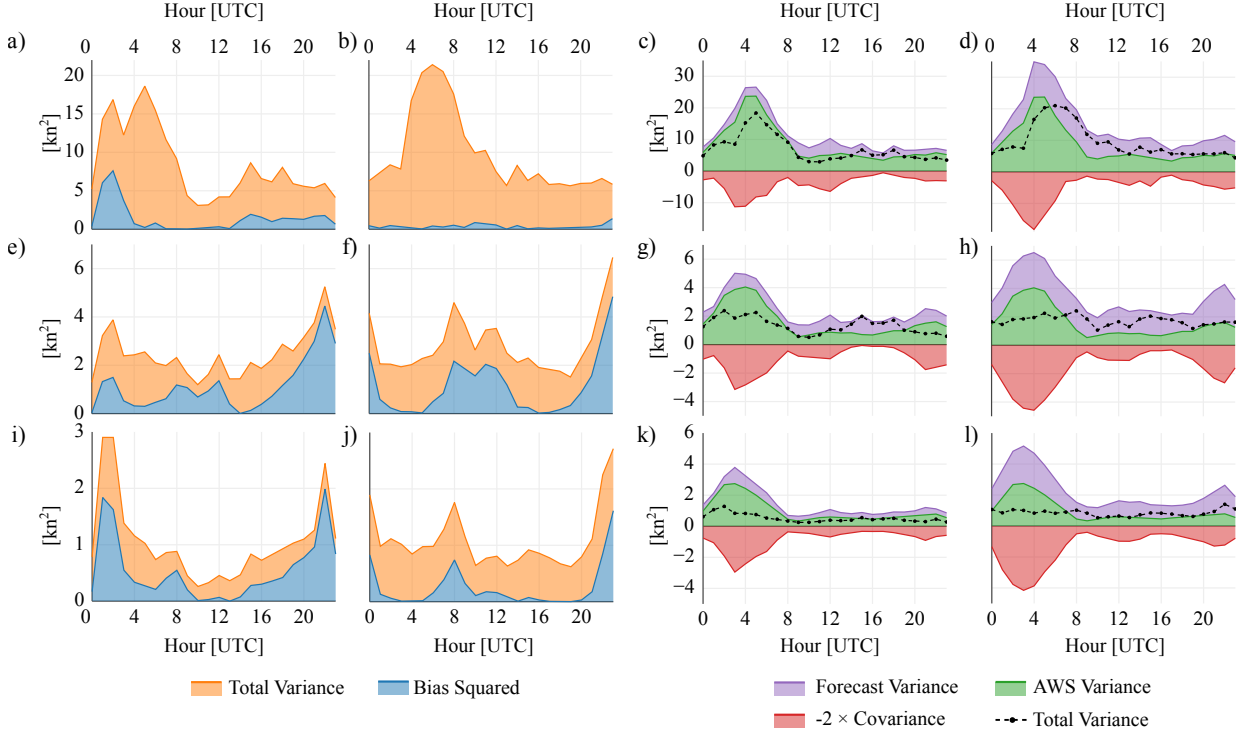 Hour [UTC] Hour [UTC] Hour [UTC] Hour [UTC]
a) 0 4 8 12 16 20 b) 0 4 8 12 16 20 c) 0 4 8 12 16 20 d) 0 4 8 12 16 20
[kn²] 20 15 10 5 0 [kn²] 30 20 10 0 −10
e) f) g) h)
[kn²] 6 4 2 0 [kn²] 6 4 2 0 −2 −4
i) j) k) l)
[kn²] 3 2 1 0 [kn²] 6 4 2 0 −2 −4
0 4 8 12 16 20 0 4 8 12 16 20 0 4 8 12 16 20 0 4 8 12 16 20
Hour [UTC] Hour [UTC] Hour [UTC] Hour [UTC]
Total Variance Bias Squared Forecast Variance AWS Variance
-2 × Covariance Total Variance